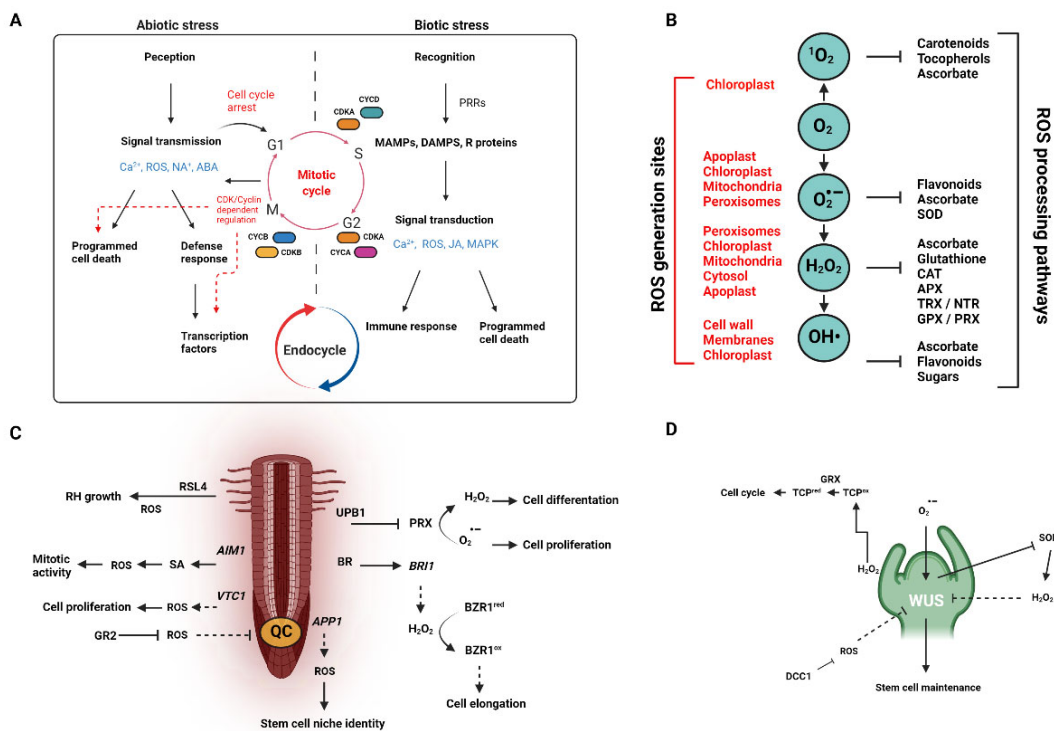 A
Abiotic stress
Biotic stress
Peception
Cell cycle
arrest
Signal transmission
Ca²⁺, ROS, NA⁺, ABA
CDK/Cyclin
dependent
regulation
Programmed
cell death
Defense
response
Transcription
factors
CYCD
CDKA
G1
S
Mitotic
cycle
M
G2
CYCB
CDKB
CDKA
CYCA
Endocycle
Recognition
PRRs
MAMPs, DAMPS, R proteins
Signal transduction
Ca²⁺, ROS, JA, MAPK
Immune response
Programmed
cell death
B
ROS generation sites
Chloroplast
Apoplast
Chloroplast
Mitochondria
Peroxisomes
Peroxisomes
Chloroplast
Mitochondria
Cytosol
Apoplast
Cell wall
Membranes
Chloroplast
¹O₂
O₂
O₂•–
H₂O₂
OH•
Carotenoids
Tocopherols
Ascorbate
Flavonoids
Ascorbate
SOD
Ascorbate
Glutathione
CAT
APX
TRX / NTR
GPX / PRX
Ascorbate
Flavonoids
Sugars
ROS processing pathways
C
RH growth
RSL4
ROS
Mitotic
activity
ROS
SA
AIM1
Cell proliferation
ROS
VTC1
GR2
ROS
QC
APP1
ROS
Stem cell niche identity
UPB1
PRX
H₂O₂
Cell differentation
O₂•–
Cell proliferation
BR
BRI1
H₂O₂
BZR1ʳᵉᵈ
BZR1ᵒˣ
Cell elongation
D
GRX
Cell cycle
TCPʳᵉᵈ
TCPᵒˣ
O₂•–
H₂O₂
WUS
H₂O₂
ROS
DCC1
Stem cell maintenance